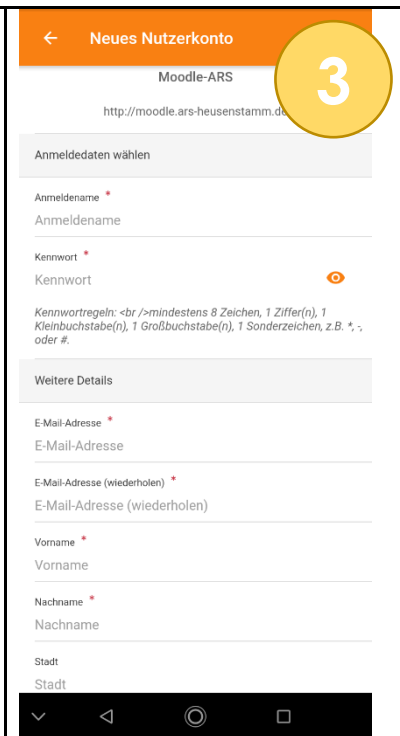 Neues Nutzerkonto
3
Moodle-ARS
http://moodle.ars-heusenstamm.de
Anmeldedaten wählen
Anmeldename *
Anmeldename
Kennwort *
Kennwort
Kennwortregeln: <br />mindestens 8 Zeichen, 1 Ziffer(n), 1
Kleinbuchstabe(n), 1 Großbuchstabe(n), 1 Sonderzeichen, z.B. *, -,
oder #.
Weitere Details
E-Mail-Adresse *
E-Mail-Adresse
E-Mail-Adresse (wiederholen) *
E-Mail-Adresse (wiederholen)
Vorname *
Vorname
Nachname *
Nachname
Stadt
Stadt